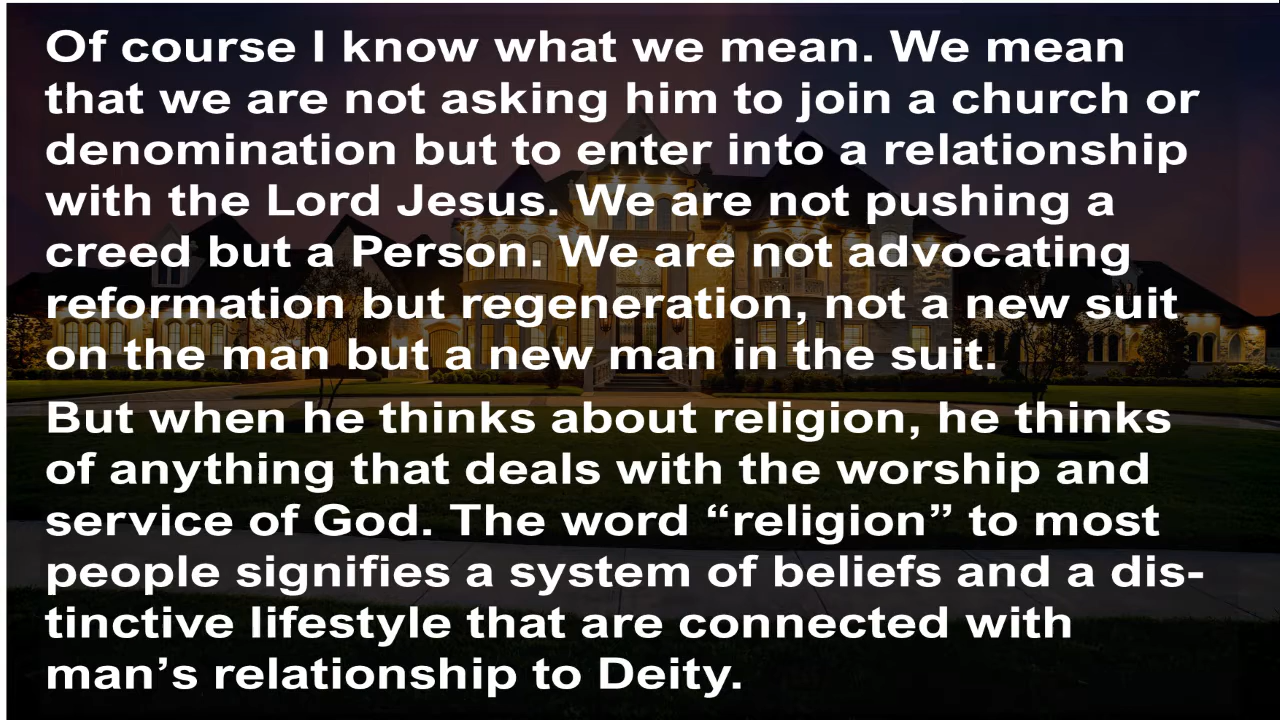 Of course I know what we mean. We mean
that we are not asking him to join a church or
denomination but to enter into a relationship
with the Lord Jesus. We are not pushing a
creed but a Person. We are not advocating
reformation but regeneration, not a new suit
on the man but a new man in the suit.
But when he thinks about religion, he thinks
of anything that deals with the worship and
service of God. The word “religion” to most
people signifies a system of beliefs and a dis-
tinctive lifestyle that are connected with
man’s relationship to Deity.